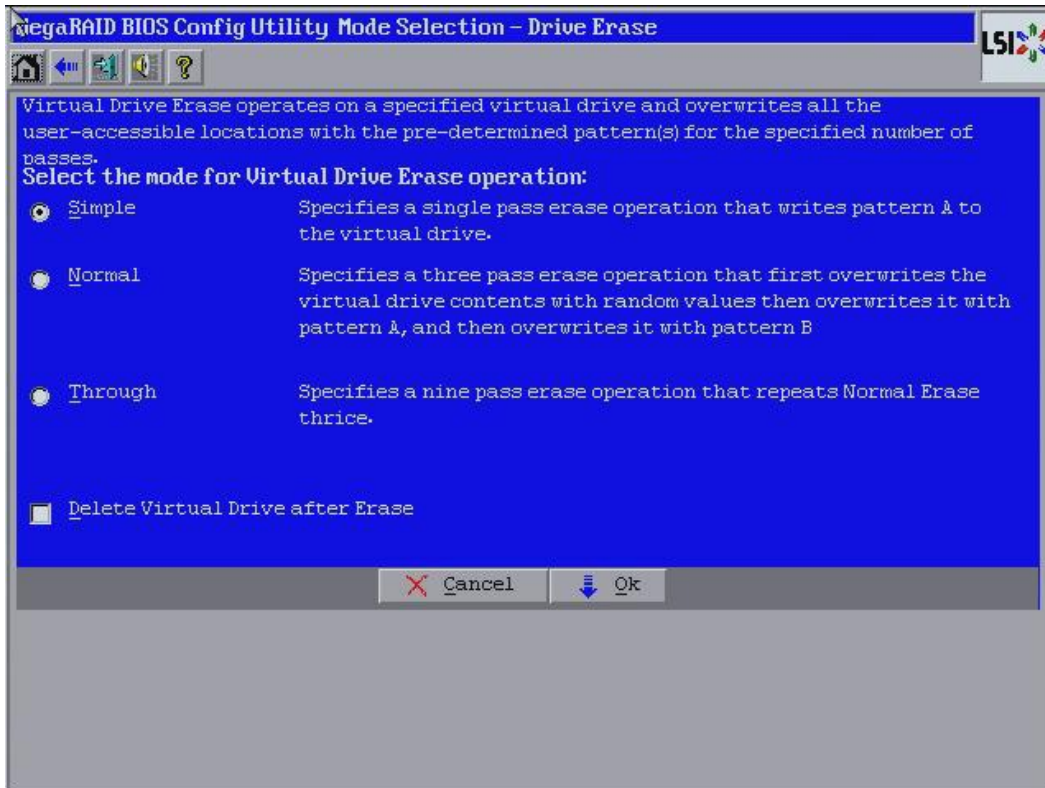 MegaRAID BIOS Config Utility Mode Selection – Drive Erase
LSI
Virtual Drive Erase operates on a specified virtual drive and overwrites all the
user-accessible locations with the pre-determined pattern(s) for the specified number of
passes.
Select the mode for Virtual Drive Erase operation:
Simple
Specifies a single pass erase operation that writes pattern A to
the virtual drive.
Normal
Specifies a three pass erase operation that first overwrites the
virtual drive contents with random values then overwrites it with
pattern A, and then overwrites it with pattern B
Through
Specifies a nine pass erase operation that repeats Normal Erase
thrice.
Delete Virtual Drive after Erase
Cancel
Ok